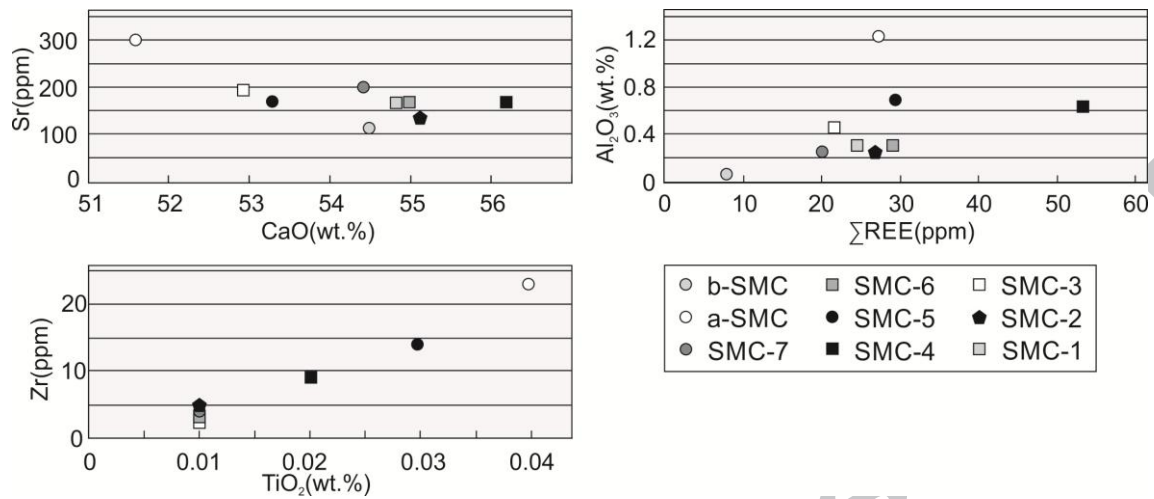 Sr(ppm)
300
200
100
0
51 52 53 54 55 56
CaO(wt.%)
Al₂O₃(wt.%)
1.2
0.8
0.4
0
0 10 20 30 40 50 60
∑REE(ppm)
Zr(ppm)
20
10
0
0 0.01 0.02 0.03 0.04
TiO₂(wt.%)
b-SMC SMC-6 SMC-3
a-SMC SMC-5 SMC-2
SMC-7 SMC-4 SMC-1